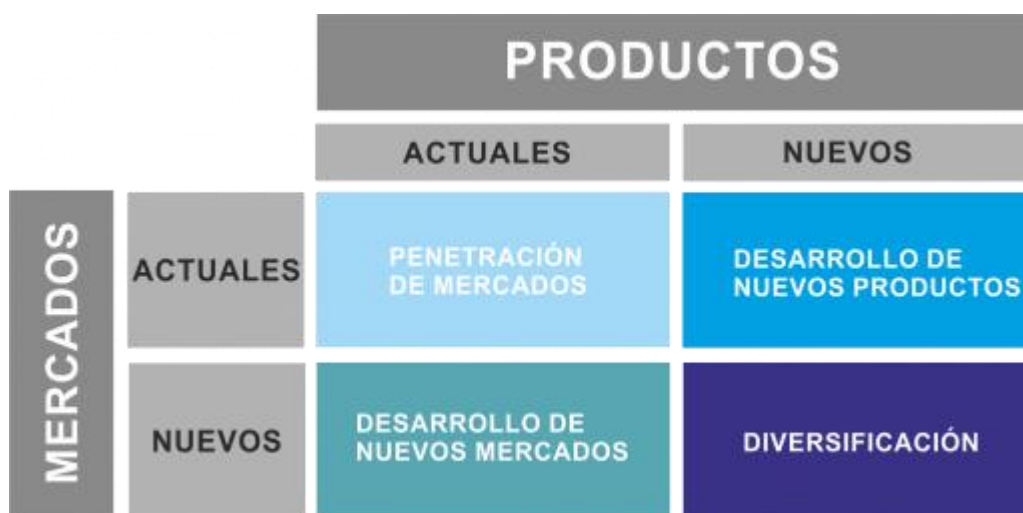 PRODUCTOS
ACTUALES
NUEVOS
MERCADOS
ACTUALES
PENETRACIÓN
DE MERCADOS
DESARROLLO DE
NUEVOS PRODUCTOS
NUEVOS
DESARROLLO DE
NUEVOS MERCADOS
DIVERSIFICACIÓN